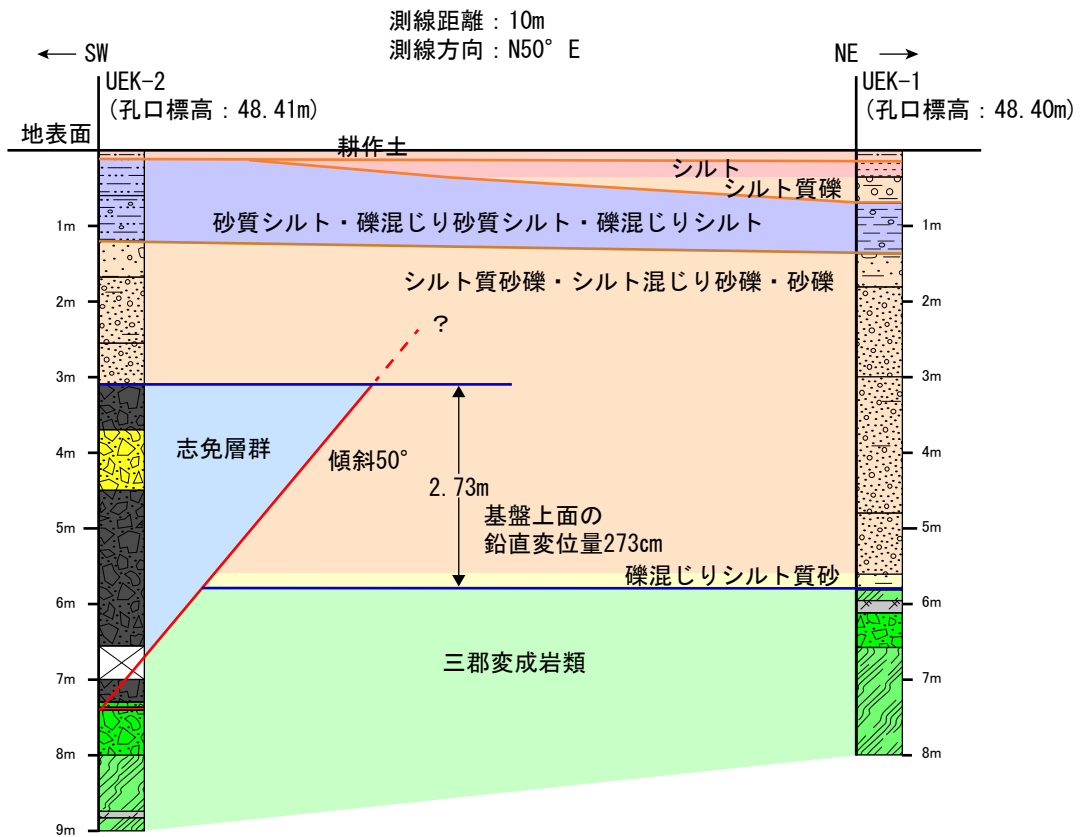 測線距離：10m
測線方向：N50°E
← SW
NE →
UEK-2
(孔口標高：48.41m)
UEK-1
(孔口標高：48.40m)
地表面
耕作土
シルト
シルト質礫
砂質シルト・礫混じり砂質シルト・礫混じりシルト
1m
1m
シルト質砂礫・シルト混じり砂礫・砂礫
2m
2m
？
3m
3m
志免層群
傾斜50°
4m
4m
2.73m
基盤上面の
鉛直変位量273cm
5m
5m
礫混じりシルト質砂
6m
6m
三郡変成岩類
7m
7m
8m
8m
9m